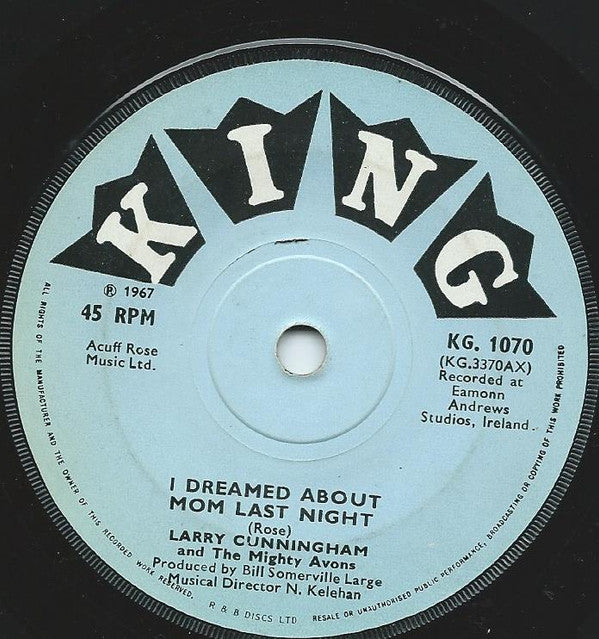 KING
℗ 1967
45 RPM
Acuff Rose
Music Ltd.
KG. 1070
(KG.3370AX)
Recorded at
Eamonn
Andrews
Studios, Ireland.
I DREAMED ABOUT
MOM LAST NIGHT
(Rose)
LARRY CUNNINGHAM
and The Mighty Avons
Produced by Bill Somerville Large
Musical Director N. Kelehan
R & B DISCS LTD
ALL RIGHTS OF THE MANUFACTURER AND THE OWNER OF THIS RECORDED WORK RESERVED.
RESALE OR UNAUTHORISED PUBLIC PERFORMANCE, BROADCASTING OR COPYING OF THIS WORK PROHIBITED